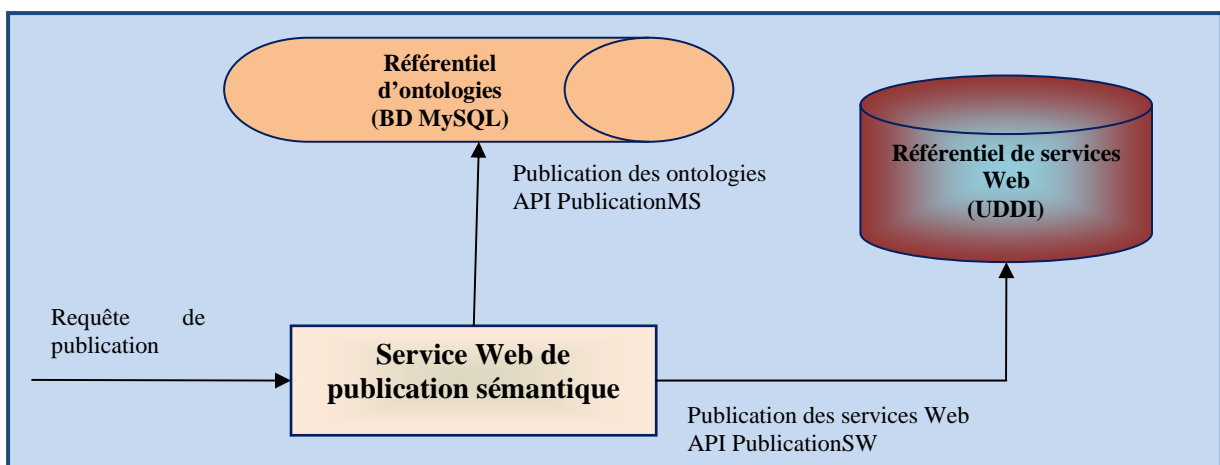 Référentiel
d'ontologies
(BD MySQL)
Référentiel de services
Web
(UDDI)
Publication des ontologies
API PublicationMS
Requête de
publication
Service Web de
publication sémantique
Publication des services Web
API PublicationSW